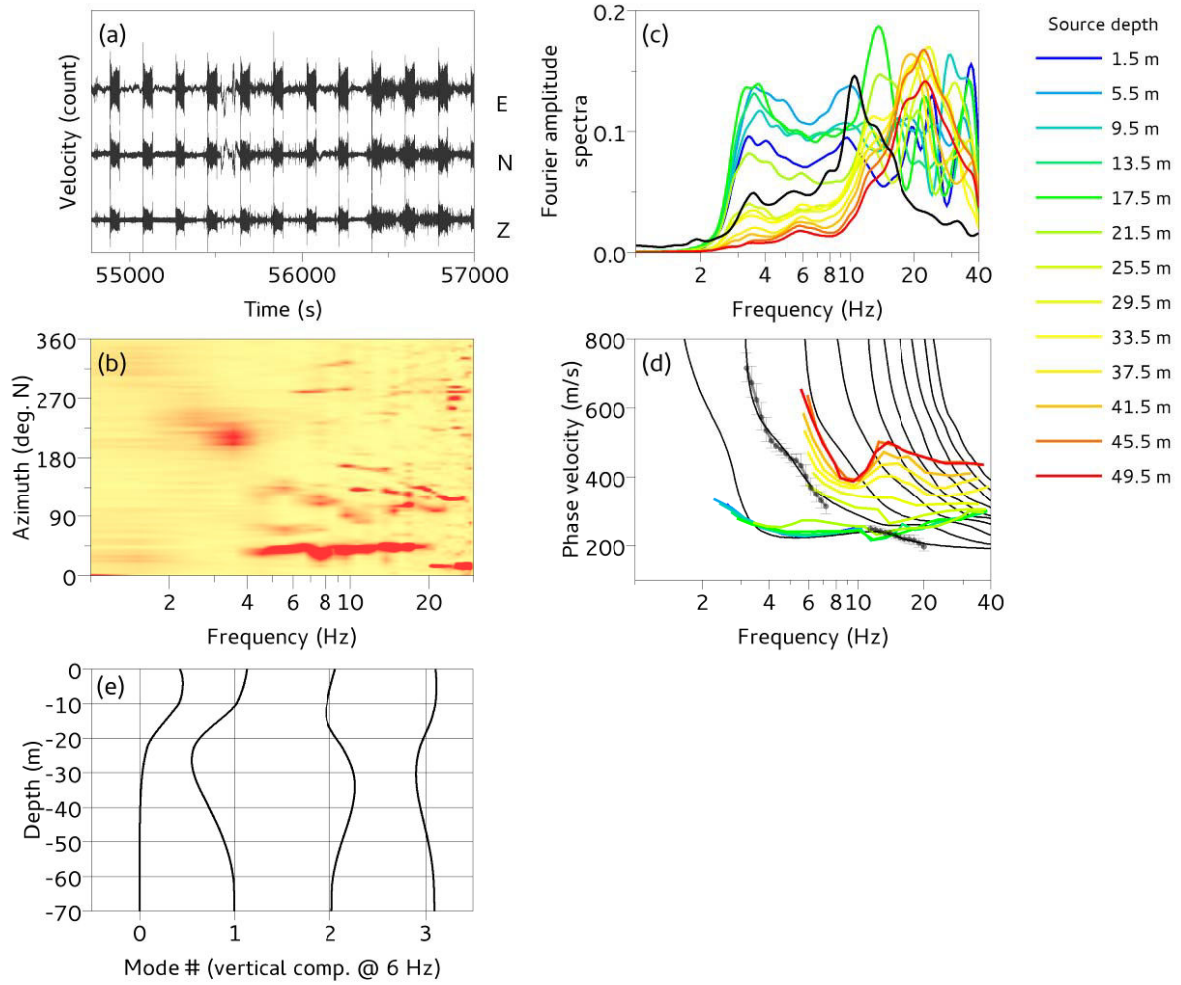 (a)
Velocity (count)
E
N
Z
55000 56000 57000
Time (s)
(c)
Fourier amplitude
spectra
0.2
0.1
0.0
2 4 6 8 10 20 40
Frequency (Hz)
Source depth
1.5 m
5.5 m
9.5 m
13.5 m
17.5 m
21.5 m
25.5 m
29.5 m
33.5 m
37.5 m
41.5 m
45.5 m
49.5 m
(b)
Azimuth (deg. N)
360
270
180
90
0
2 4 6 8 10 20
Frequency (Hz)
(d)
Phase velocity (m/s)
800
600
400
200
2 4 6 8 10 20 40
Frequency (Hz)
(e)
Depth (m)
0
-10
-20
-30
-40
-50
-60
-70
0 1 2 3
Mode # (vertical comp. @ 6 Hz)